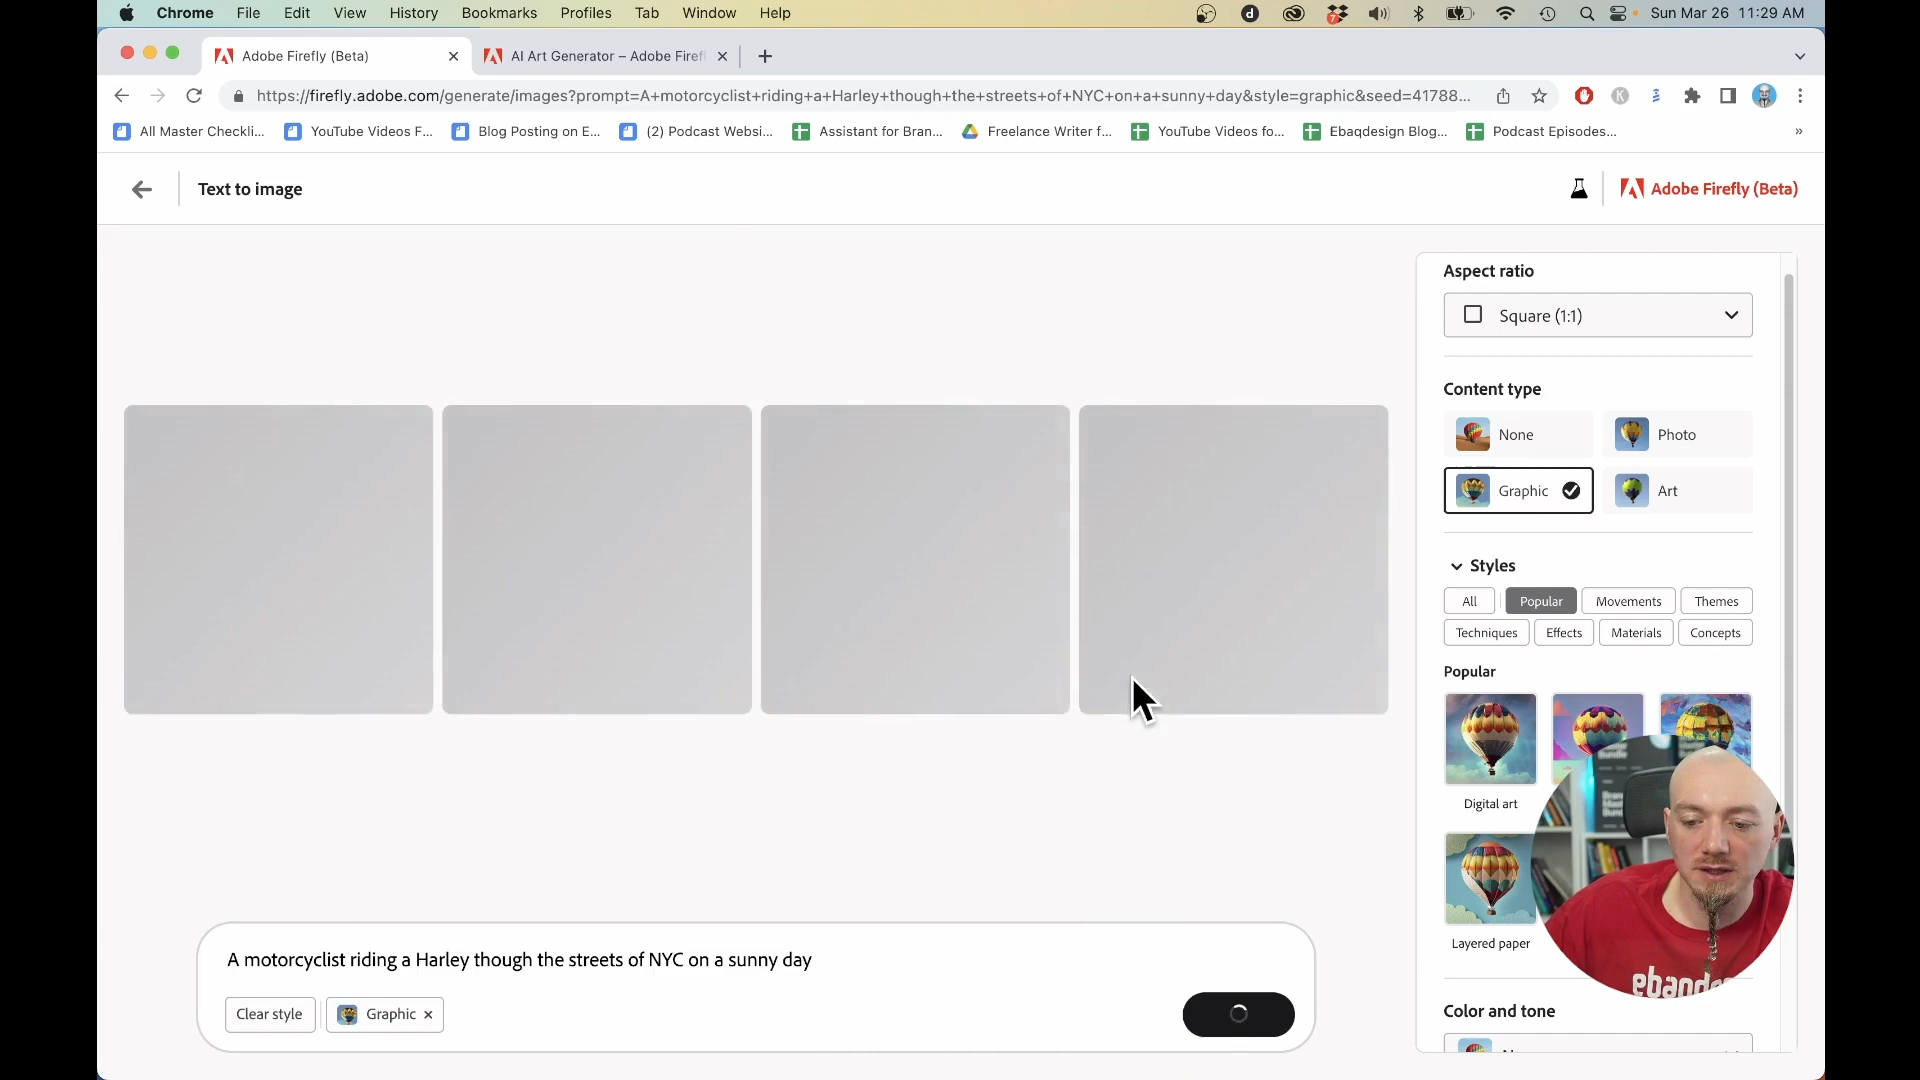 Chrome File Edit View History Bookmarks Profiles Tab Window Help
7
Sun Mar 26 11:29 AM
Adobe Firefly (Beta)
AI Art Generator – Adobe Firefl
https://firefly.adobe.com/generate/images?prompt=A+motorcyclist+riding+a+Harley+though+the+streets+of+NYC+on+a+sunny+day&style=graphic&seed=41788...
All Master Checkli...
YouTube Videos F...
Blog Posting on E...
(2) Podcast Websi...
Assistant for Bran...
Freelance Writer f...
YouTube Videos fo...
Ebaqdesign Blog...
Podcast Episodes...
»
Text to image
Adobe Firefly (Beta)
Aspect ratio
Square (1:1)
Content type
None
Photo
Graphic
Art
Styles
All
Popular
Movements
Themes
Techniques
Effects
Materials
Concepts
Popular
Digital art
Layered paper
Color and tone
A motorcyclist riding a Harley though the streets of NYC on a sunny day
Clear style
Graphic